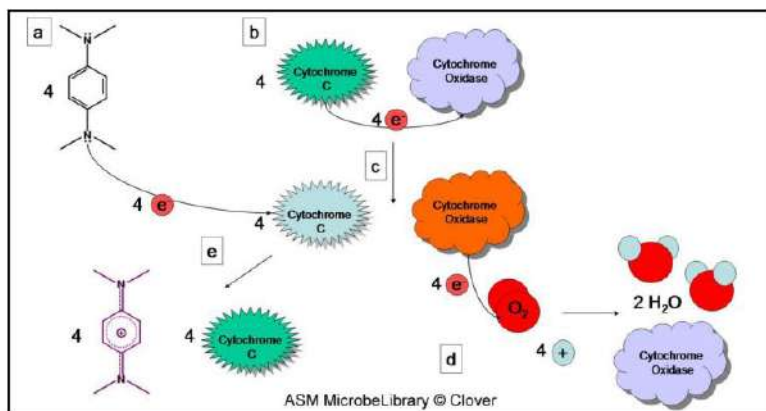 a
N
4
N
b
4
Cytochrome
C
Cytochrome
Oxidase
4 e-
c
4 e
4
Cytochrome
C
Cytochrome
Oxidase
e
4 e-
O2
2 H2O
4
N
+
N
4
Cytochrome
C
d
4 +
Cytochrome
Oxidase
ASM MicrobeLibrary © Clover